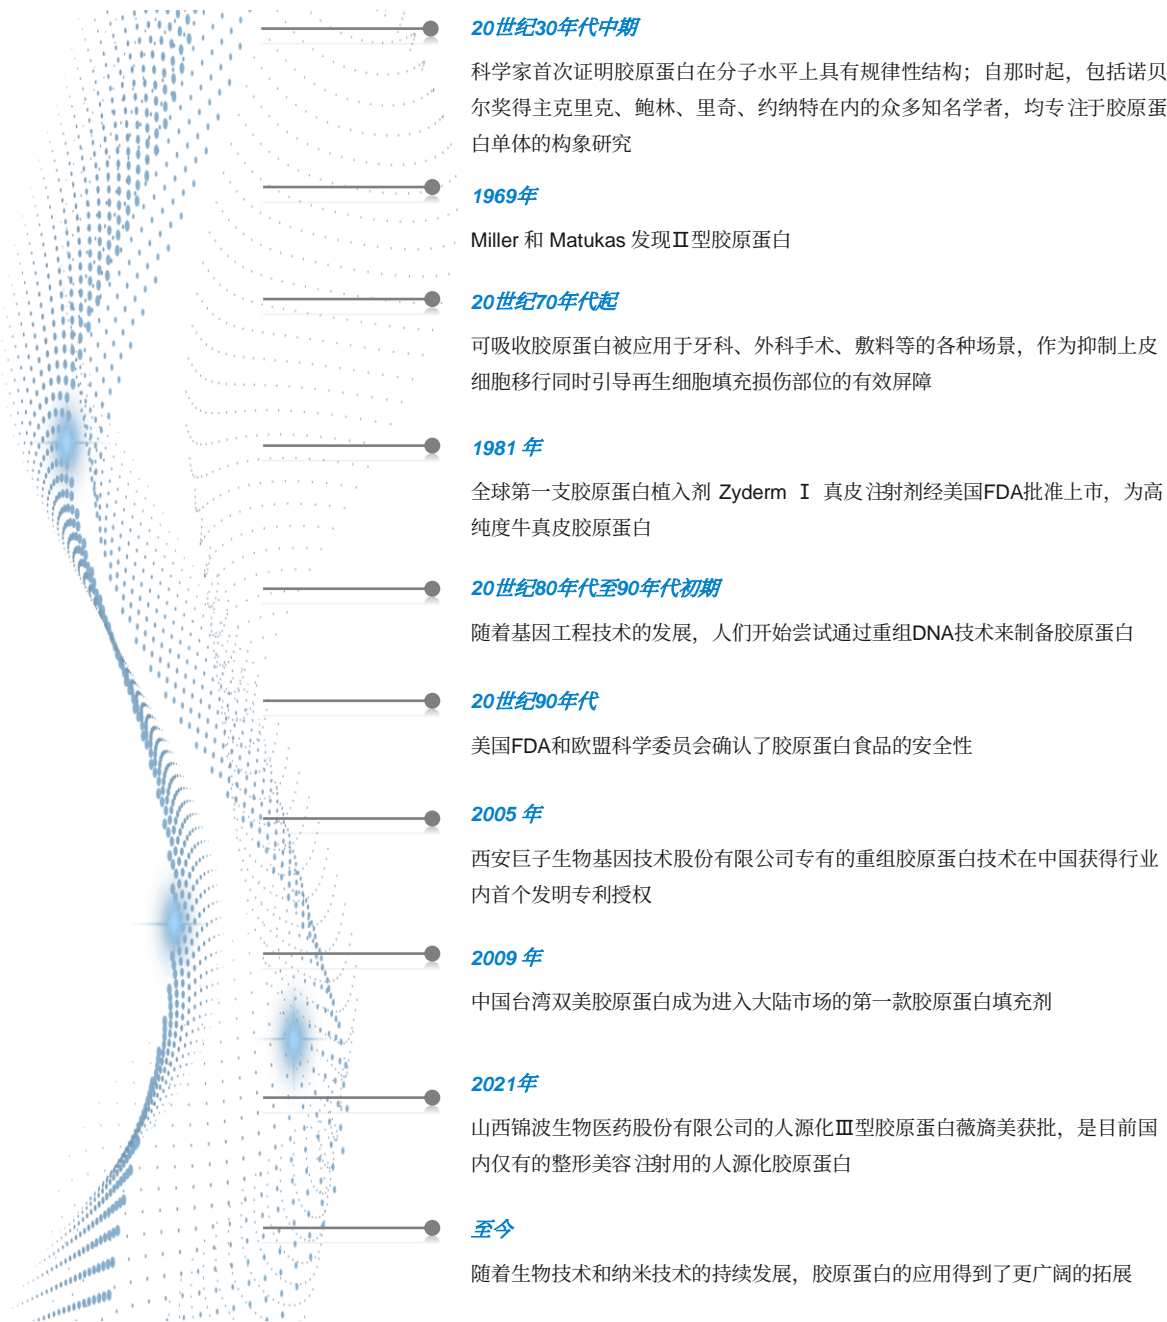 20世纪30年代中期
科学家首次证明胶原蛋白在分子水平上具有规律性结构；自那时起，包括诺贝
尔奖得主克里克、鲍林、里奇、约纳特在内的众多知名学者，均专注于胶原蛋
白单体的构象研究
1969年
Miller 和 Matukas 发现Ⅱ型胶原蛋白
20世纪70年代起
可吸收胶原蛋白被应用于牙科、外科手术、敷料等的各种场景，作为抑制上皮
细胞移行同时引导再生细胞填充损伤部位的有效屏障
1981 年
全球第一支胶原蛋白植入剂 Zyderm Ⅰ 真皮注射剂经美国FDA批准上市，为高
纯度牛真皮胶原蛋白
20世纪80年代至90年代初期
随着基因工程技术的发展，人们开始尝试通过重组DNA技术来制备胶原蛋白
20世纪90年代
美国FDA和欧盟科学委员会确认了胶原蛋白食品的安全性
2005 年
西安巨子生物基因技术股份有限公司专有的重组胶原蛋白技术在中国获得行业
内首个发明专利授权
2009 年
中国台湾双美胶原蛋白成为进入大陆市场的第一款胶原蛋白填充剂
2021年
山西锦波生物医药股份有限公司的人源化Ⅲ型胶原蛋白薇旖美获批，是目前国
内仅有的整形美容注射用的人源化胶原蛋白
至今
随着生物技术和纳米技术的持续发展，胶原蛋白的应用得到了更广阔的拓展